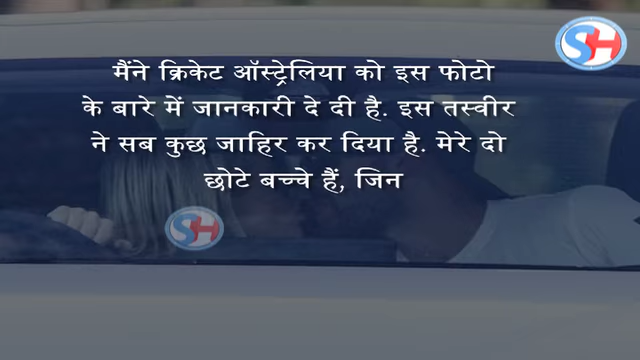 SH
मैंने क्रिकेट ऑस्ट्रेलिया को इस फोटो
के बारे में जानकारी दे दी है. इस तस्वीर
ने सब कुछ जाहिर कर दिया है. मेरे दो
छोटे बच्चे हैं, जिन
SH